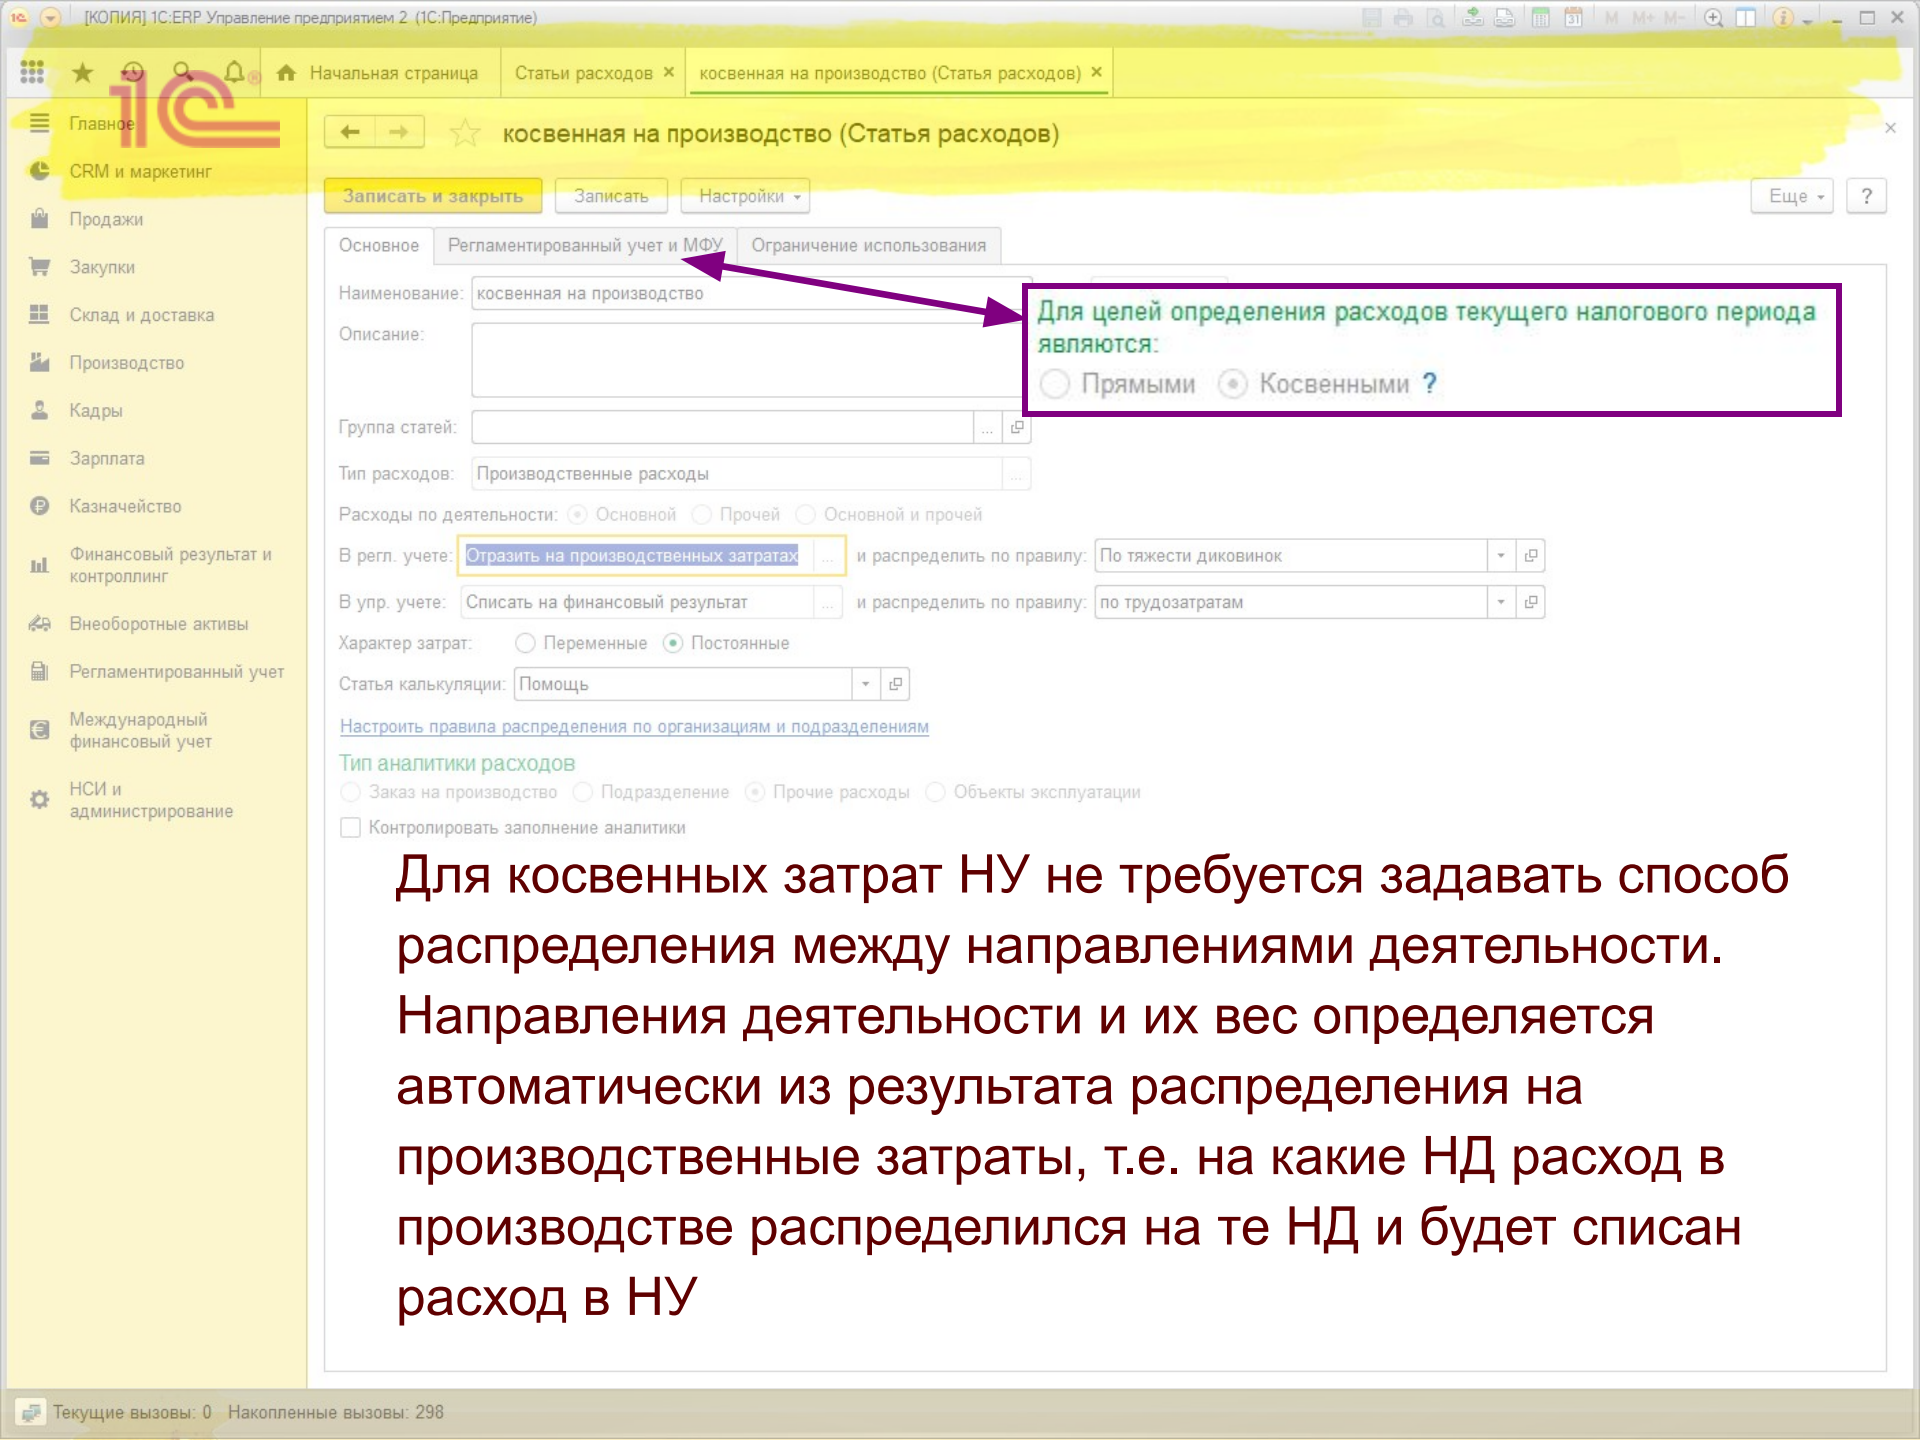 [КОПИЯ] 1С:ERP Управление предприятием 2 (1С:Предприятие)
M M+ M-
Начальная страница
Статьи расходов ×
косвенная на производство (Статья расходов) ×
1С
Главное
CRM и маркетинг
Продажи
Закупки
Склад и доставка
Производство
Кадры
Зарплата
Казначейство
Финансовый результат и
контроллинг
Внеоборотные активы
Регламентированный учет
Международный
финансовый учет
НСИ и
администрирование
косвенная на производство (Статья расходов)
Записать и закрыть
Записать
Настройки
Еще
?
Основное
Регламентированный учет и МФУ
Ограничение использования
Наименование: косвенная на производство
Для целей определения расходов текущего налогового периода
являются:
Прямыми Косвенными ?
Описание:
Группа статей:
Тип расходов: Производственные расходы
Расходы по деятельности: Основной Прочей Основной и прочей
В регл. учете: Отразить на производственных затратах ... и распределить по правилу: По тяжести диковинок
В упр. учете: Списать на финансовый результат ... и распределить по правилу: по трудозатратам
Характер затрат: Переменные Постоянные
Статья калькуляции: Помощь
Настроить правила распределения по организациям и подразделениям
Тип аналитики расходов
Заказ на производство Подразделение Прочие расходы Объекты эксплуатации
Контролировать заполнение аналитики
Для косвенных затрат НУ не требуется задавать способ
распределения между направлениями деятельности.
Направления деятельности и их вес определяется
автоматически из результата распределения на
производственные затраты, т.е. на какие НД расход в
производстве распределился на те НД и будет списан
расход в НУ
Текущие вызовы: 0 Накопленные вызовы: 298